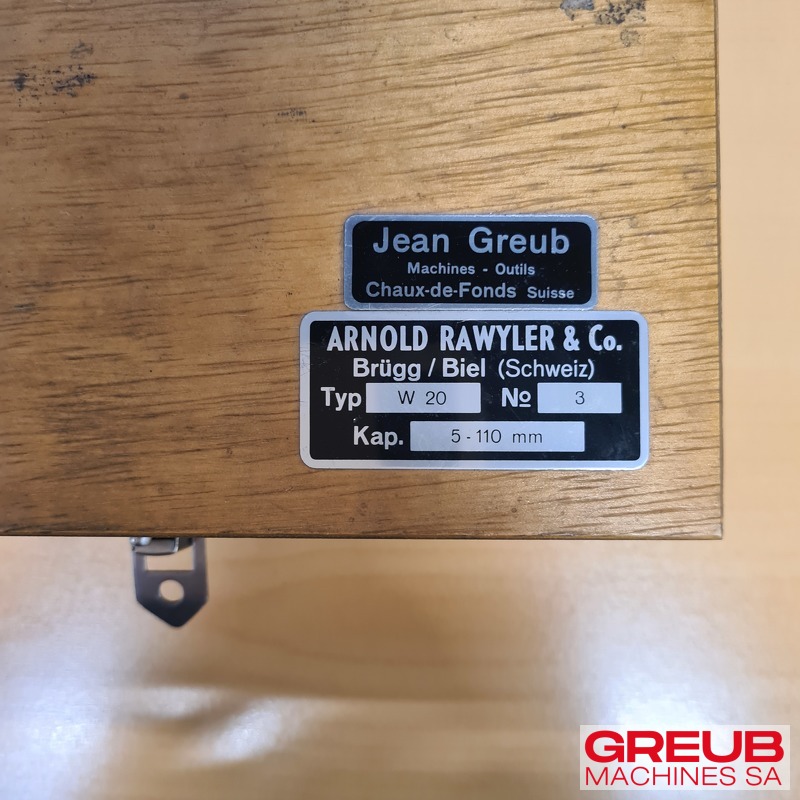 Jean Greub
Machines - Outils
Chaux-de-Fonds Suisse
ARNOLD RAWYLER & Co.
Brügg / Biel (Schweiz)
Typ W 20 No 3
Kap. 5 - 110 mm
GREUB
MACHINES SA